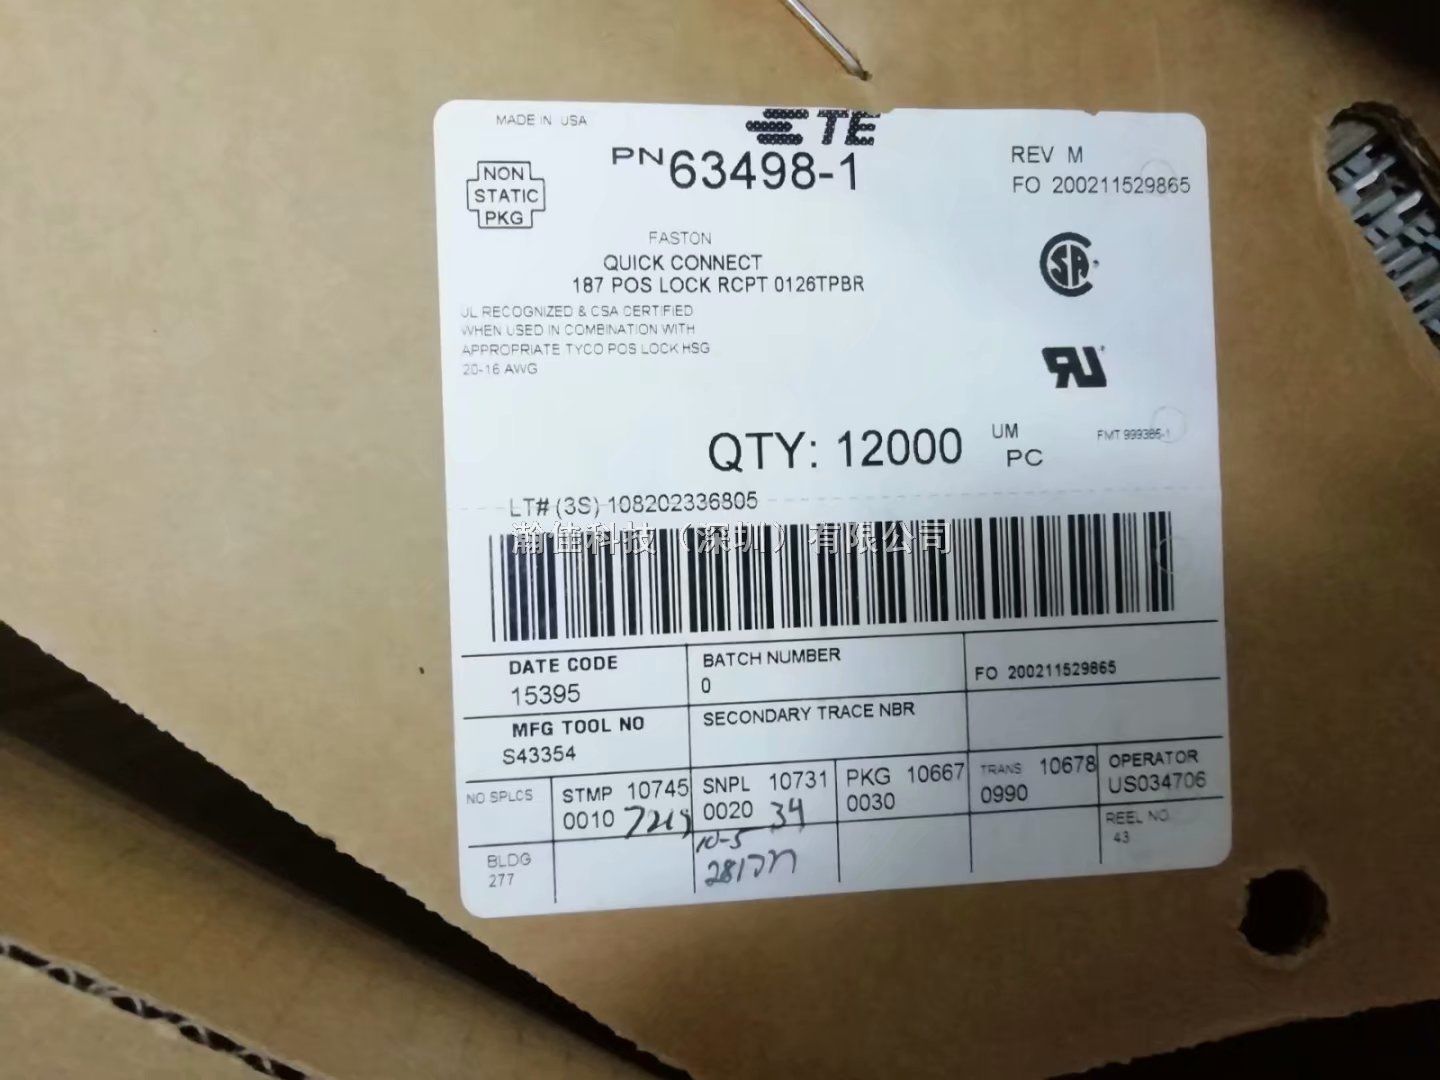 MADE IN USA
TE
NON
STATIC
PKG
PN 63498-1
REV M
FO 200211529865
FASTON
QUICK CONNECT
187 POS LOCK RCPT 0126TPBR
UL RECOGNIZED & CSA CERTIFIED
WHEN USED IN COMBINATION WITH
APPROPRIATE TYCO POS LOCK HSG
20-16 AWG
QTY: 12000
UM
PC
FMT 999386-1
LT# (3S) 108202336805
瀚佳科技（深圳）有限公司
DATE CODE
15395
BATCH NUMBER
0
FO 200211529865
MFG TOOL NO
S43354
SECONDARY TRACE NBR
NO SPLCS
STMP 10745
0010
SNPL 10731
0020 34
PKG 10667
0030
TRANS 10678
0990
OPERATOR
US034706
BLDG
277
10-5
REEL NO
43